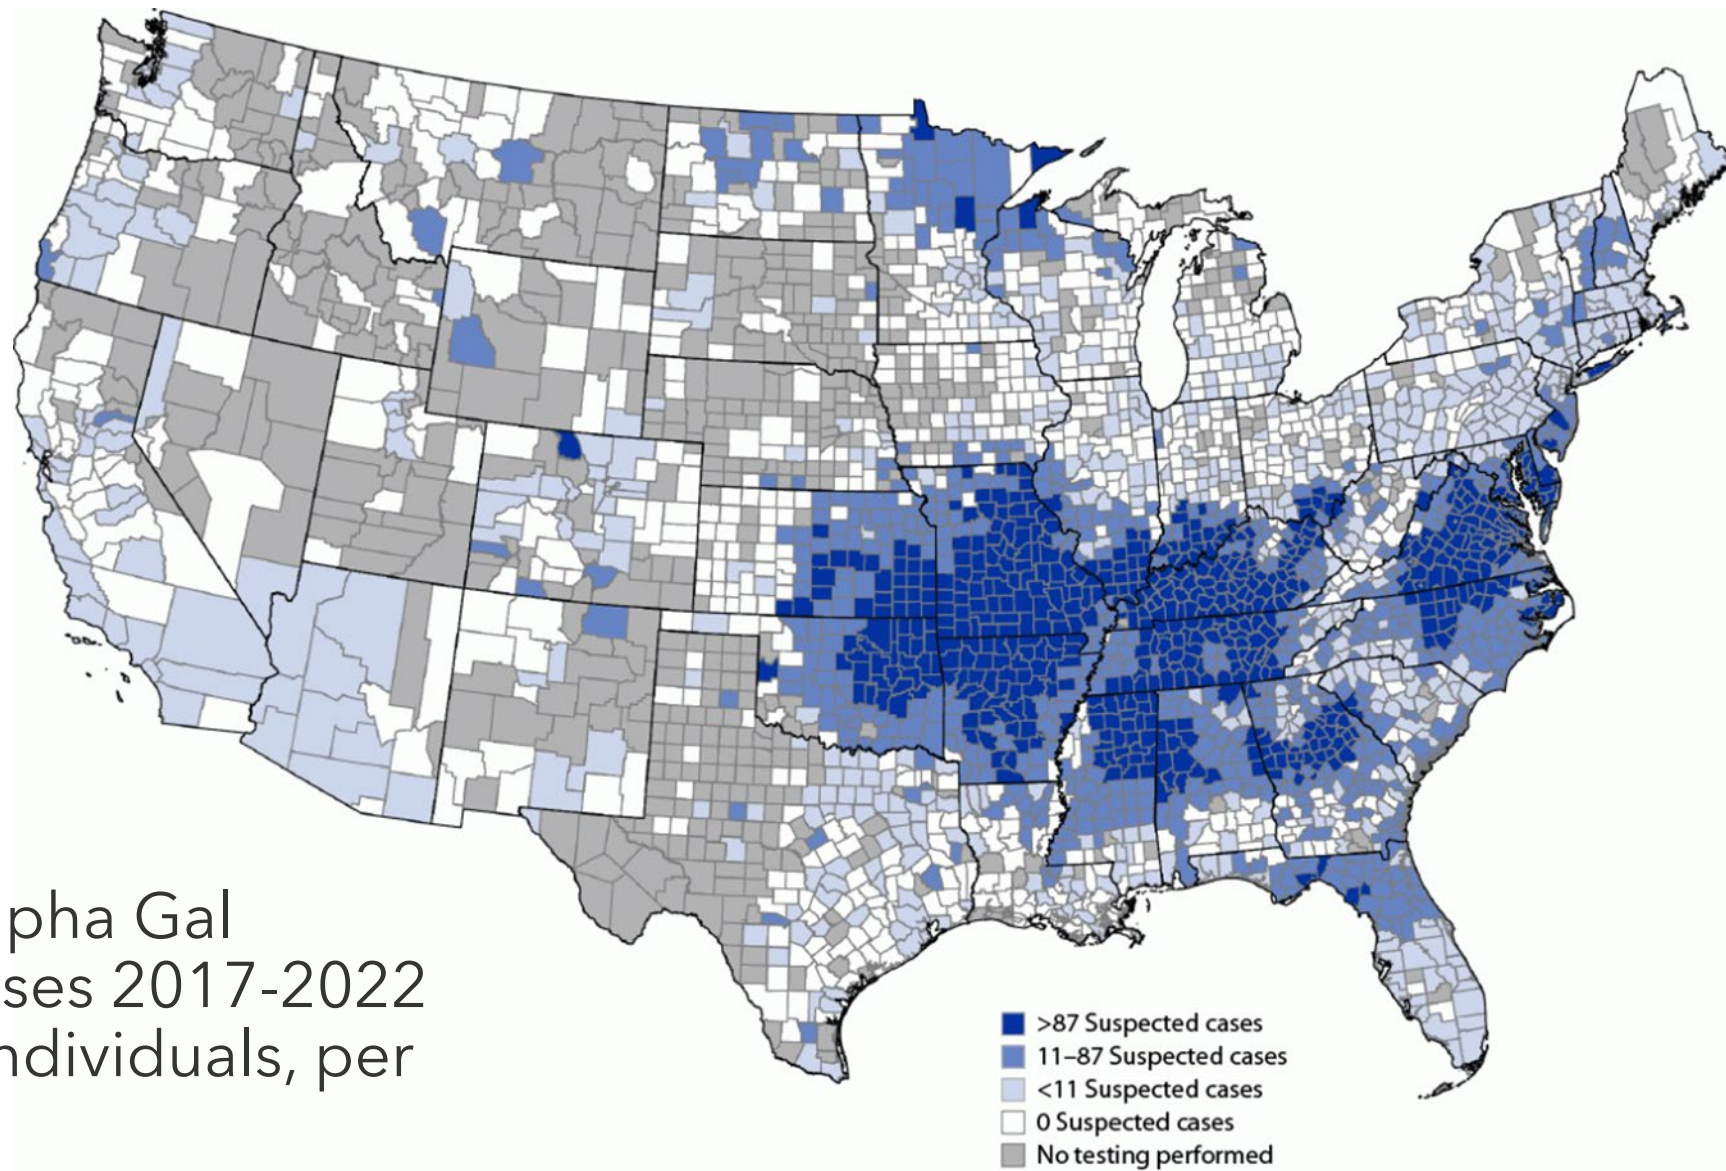 pha Gal
ses 2017-2022
ndividuals, per
>87 Suspected cases
11–87 Suspected cases
<11 Suspected cases
0 Suspected cases
No testing performed